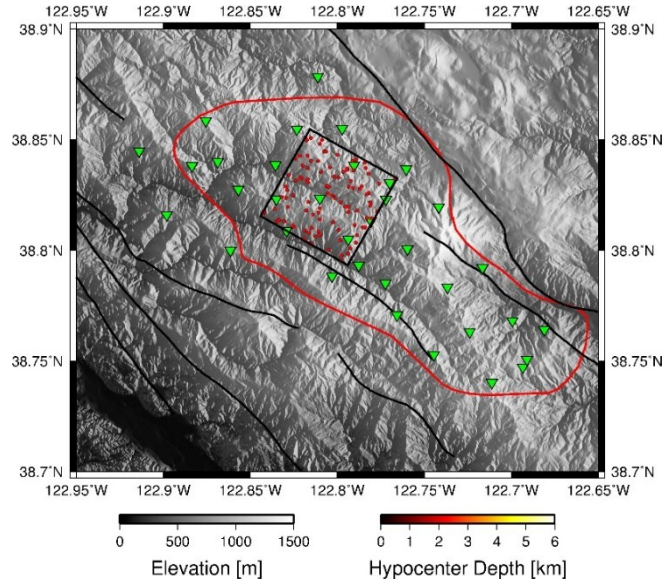 122.95°W 122.9°W 122.85°W 122.8°W 122.75°W 122.7°W 122.65°W
38.9°N 38.9°N
38.85°N 38.85°N
38.8°N 38.8°N
38.75°N 38.75°N
38.7°N 38.7°N
122.95°W 122.9°W 122.85°W 122.8°W 122.75°W 122.7°W 122.65°W
0 500 1000 1500 0 1 2 3 4 5 6
Elevation [m] Hypocenter Depth [km]